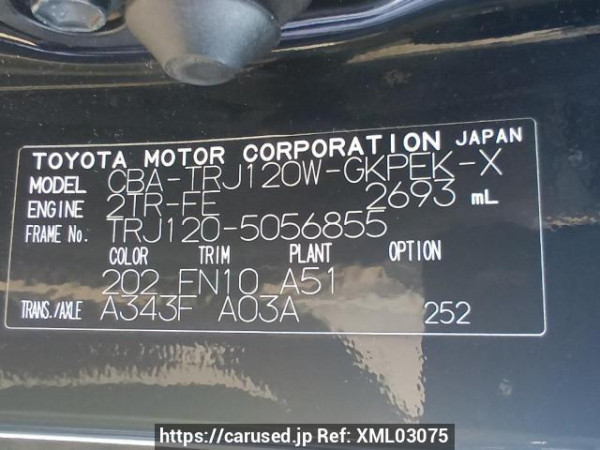 TOYOTA MOTOR CORPORATION JAPAN
MODEL CBA-TRJ120W-GKPEK-X
ENGINE 2TR-FE 2693 mL
FRAME No. TRJ120-5056855
COLOR TRIM PLANT OPTION
202 FN10 A51
TRANS./AXLE A343F A03A 252
https://carused.jp Ref: XML03075